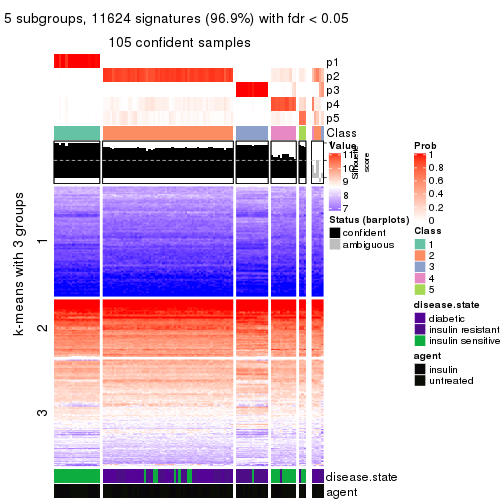 5 subgroups, 11624 signatures (96.9%) with fdr < 0.05
105 confident samples
p1
p2
p3
p4
p5
Class
Silhouette
score
k-means with 3 groups
1
2
3
disease.state
agent
Value
11
10
9
8
7
Status (barplots)
confident
ambiguous
Prob
1
0.8
0.6
0.4
0.2
0
Class
1
2
3
4
5
disease.state
diabetic
insulin resistant
insulin sensitive
agent
insulin
untreated